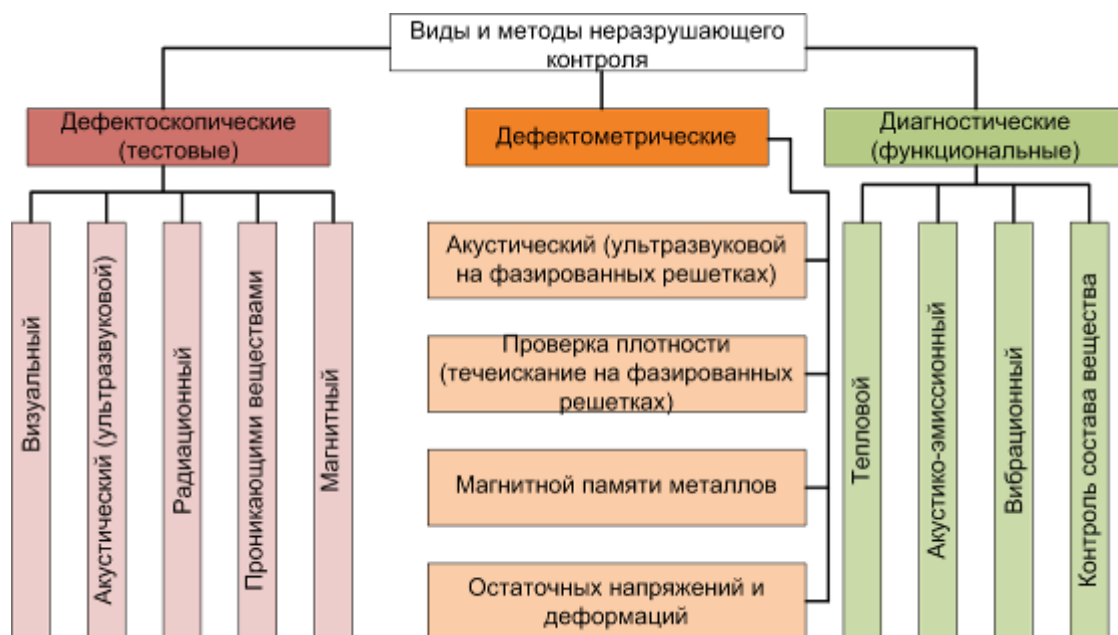 Виды и методы неразрушающего
контроля
Дефектоскопические
(тестовые)
Дефектометрические
Диагностические
(функциональные)
Визуальный
Акустический (ультразвуковой)
Радиационный
Проникающими веществами
Магнитный
Акустический (ультразвуковой
на фазированных решетках)
Проверка плотности
(течеискание на фазированных
решетках)
Магнитной памяти металлов
Остаточных напряжений и
деформаций
Тепловой
Акустико-эмиссионный
Вибрационный
Контроль состава вещества